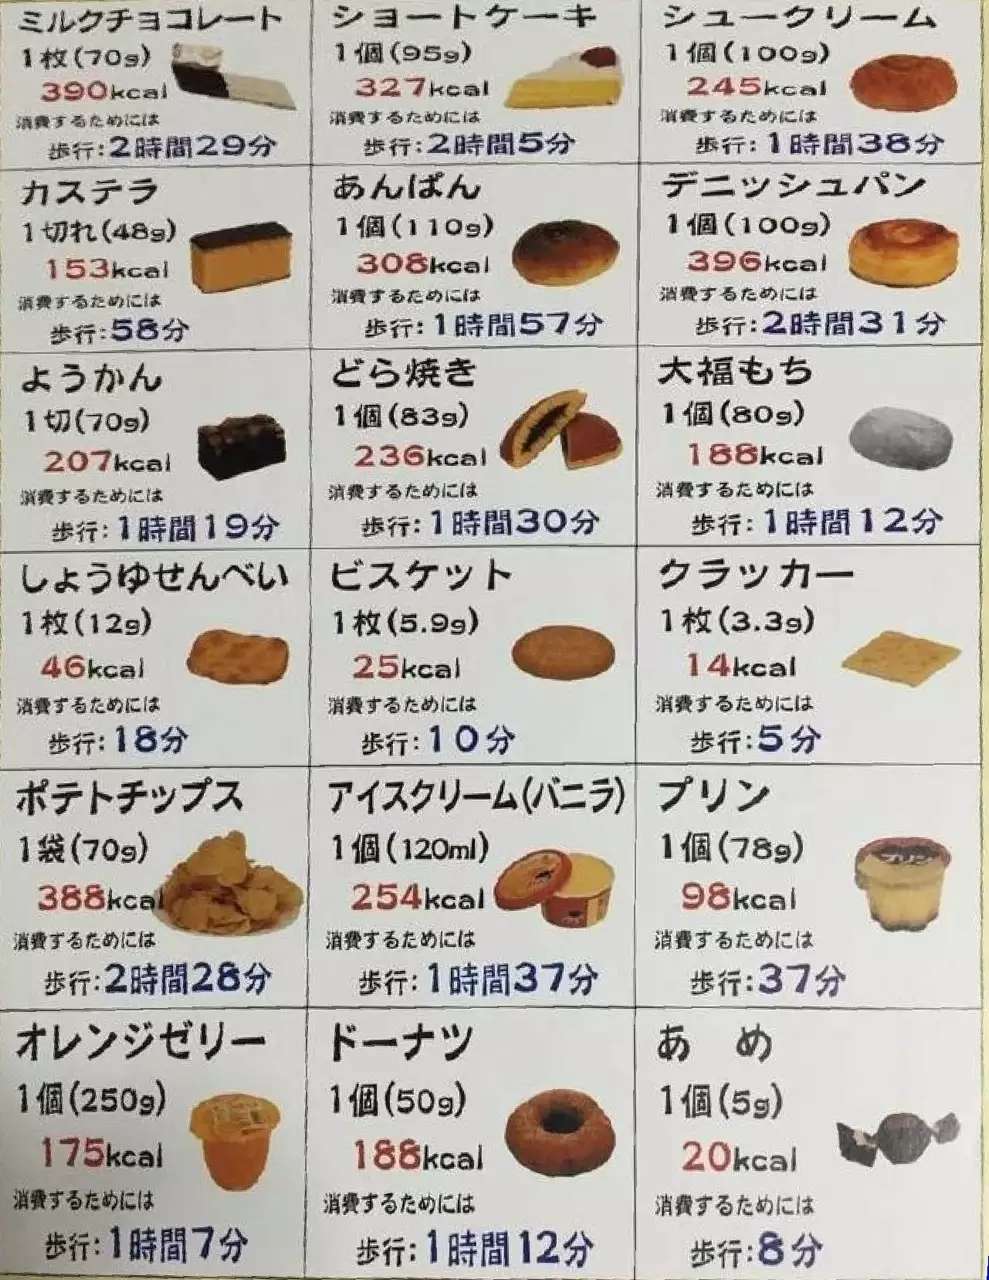 ミルクチョコレート
1枚(70g)
390kcal
消費するためには
歩行:2時間29分
ショートケーキ
1個(95g)
327kcal
消費するためには
歩行:2時間5分
シュークリーム
1個(100g)
245kcal
消費するためには
歩行:1時間38分
カステラ
1切れ(48g)
153kcal
消費するためには
歩行:58分
あんぱん
1個(110g)
308kcal
消費するためには
歩行:1時間57分
デニッシュパン
1個(100g)
396kcal
消費するためには
歩行:2時間31分
ようかん
1切(70g)
207kcal
消費するためには
歩行:1時間19分
どら焼き
1個(83g)
236kcal
消費するためには
歩行:1時間30分
大福もち
1個(80g)
188kcal
消費するためには
歩行:1時間12分
しょうゆせんべい
1枚(12g)
46kcal
消費するためには
歩行:18分
ビスケット
1枚(5.9g)
25kcal
消費するためには
歩行:10分
クラッカー
1枚(3.3g)
14kcal
消費するためには
歩行:5分
ポテトチップス
1袋(70g)
388kcal
消費するためには
歩行:2時間28分
アイスクリーム(バニラ)
1個(120ml)
254kcal
消費するためには
歩行:1時間37分
プリン
1個(78g)
98kcal
消費するためには
歩行:37分
オレンジゼリー
1個(250g)
175kcal
消費するためには
歩行:1時間7分
ドーナツ
1個(50g)
188kcal
消費するためには
歩行:1時間12分
あめ
1個(5g)
20kcal
消費するためには
歩行:8分